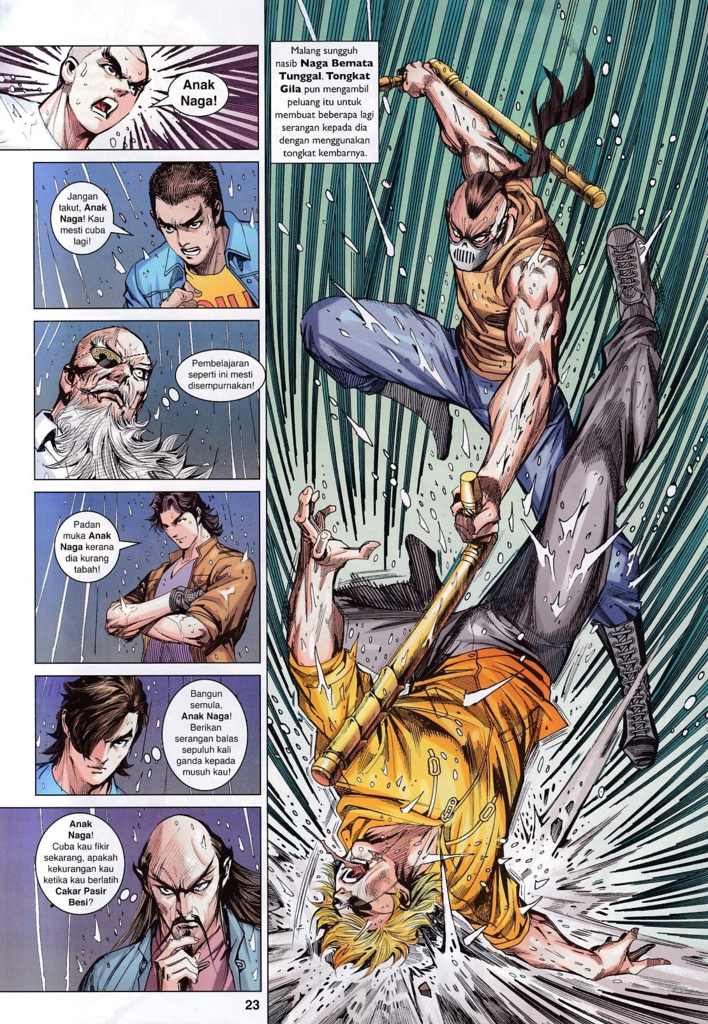 Anak
Naga!
Jangan
takut, Anak
Naga! Kau
mesti cuba
lagi!
Pembelajaran
seperti ini mesti
disempurnakan!
Padan
muka Anak
Naga kerana
dia kurang
tabah!
Bangun
semula,
Anak Naga!
Berikan
serangan balas
sepuluh kali
ganda kepada
musuh kau!
Anak
Naga!
Cuba kau fikir
sekarang, apakah
kekurangan kau
ketika kau berlatih
Cakar Pasir
Besi?
Malang sungguh
nasib Naga Bemata
Tunggal. Tongkat
Gila pun mengambil
peluang itu untuk
membuat beberapa lagi
serangan kepada dia
dengan menggunakan
tongkat kembarnya.
23